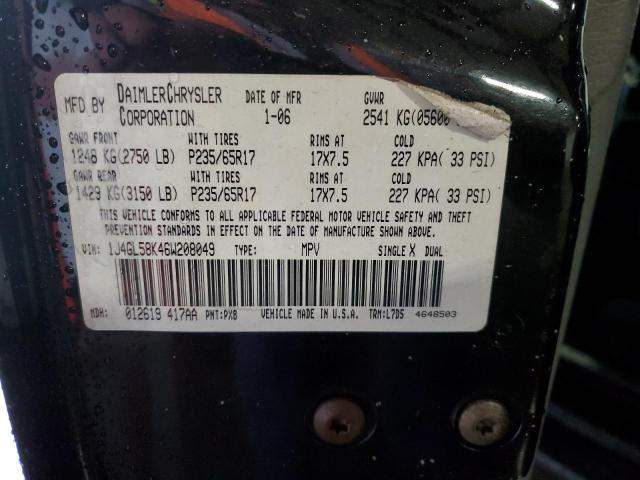 MFD BY DAIMLERCHRYSLER CORPORATION DATE OF MFR 1-06 GVWR 2541 KG(05600
GAWR FRONT WITH TIRES RIMS AT COLD
1248 KG(2750 LB) P235/65R17 17X7.5 227 KPA( 33 PSI)
GAWR REAR WITH TIRES RIMS AT COLD
1429 KG(3150 LB) P235/65R17 17X7.5 227 KPA( 33 PSI)
THIS VEHICLE CONFORMS TO ALL APPLICABLE FEDERAL MOTOR VEHICLE SAFETY AND THEFT
PREVENTION STANDARDS IN EFFECT ON THE DATE OF MANUFACTURE SHOWN ABOVE.
VIN: 1J4GL58K46W208049 TYPE: MPV SINGLE X DUAL
MDH: 012619 417AA PNT:PX8 VEHICLE MADE IN U.S.A. TRM:L7D5 4648503